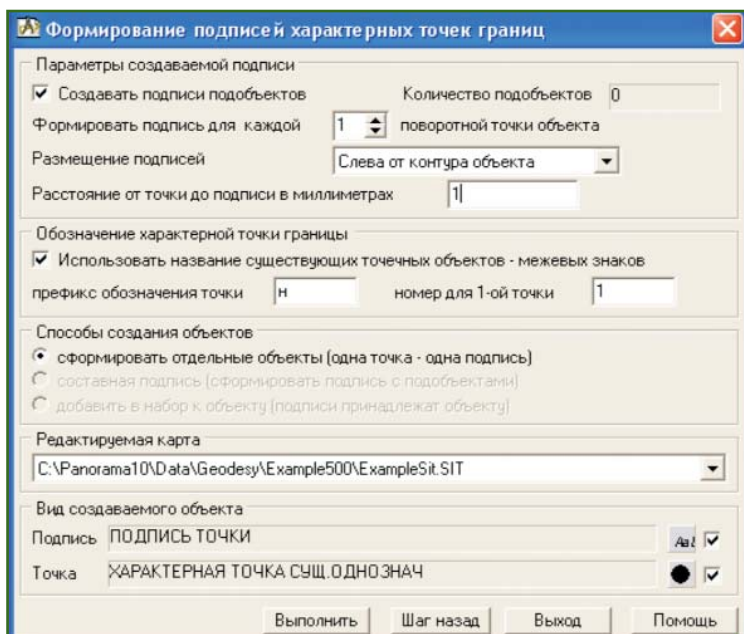 Формирование подписей характерных точек границ
Параметры создаваемой подписи
Создавать подписи подобъектов Количество подобъектов 0
Формировать подпись для каждой 1 поворотной точки объекта
Размещение подписей Слева от контура объекта
Расстояние от точки до подписи в миллиметрах 1
Обозначение характерной точки границы
Использовать название существующих точечных объектов - межевых знаков
префикс обозначения точки н номер для 1-ой точки 1
Способы создания объектов
сформировать отдельные объекты (одна точка - одна подпись)
составная подпись (сформировать подпись с подобъектами)
добавить в набор к объекту (подписи принадлежат объекту)
Редактируемая карта
C:\Panorama10\Data\Geodesy\Example500\ExampleSit.SIT
Вид создаваемого объекта
Подпись ПОДПИСЬ ТОЧКИ
Точка ХАРАКТЕРНАЯ ТОЧКА СУЩ.ОДНОЗНАЧ
Выполнить Шаг назад Выход Помощь